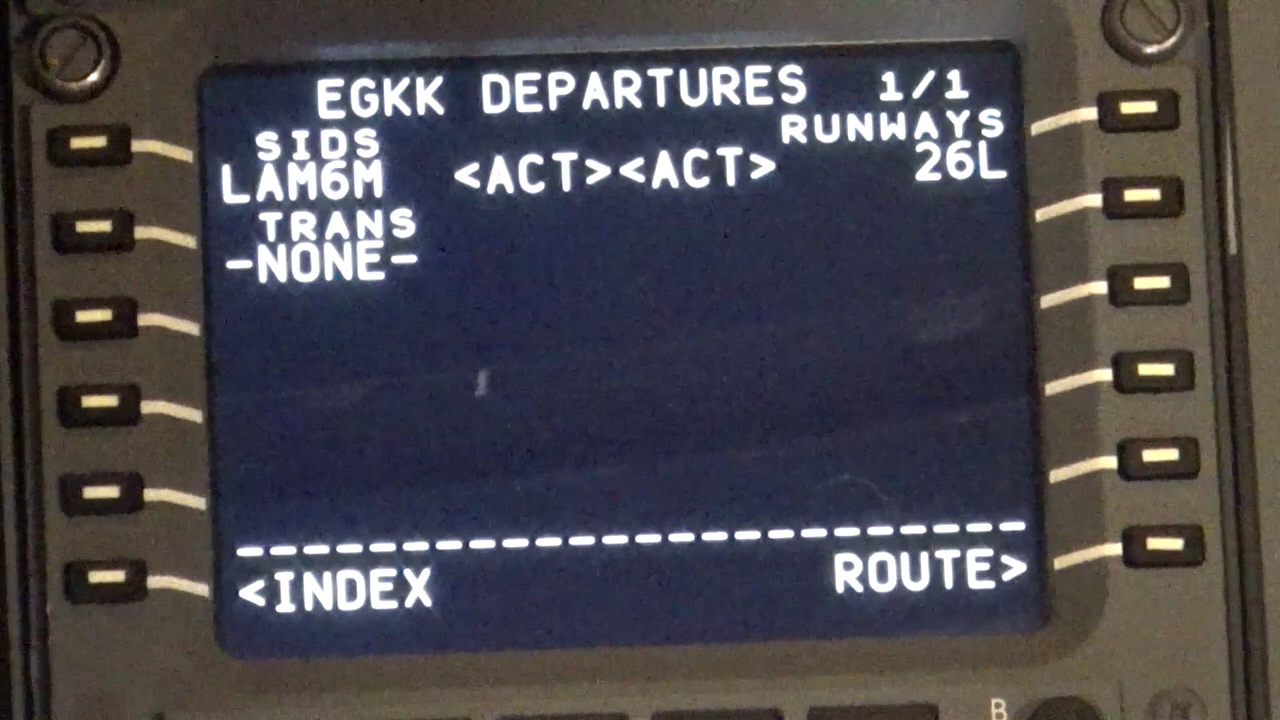 EGKK DEPARTURES 1/1
SIDS RUNWAYS
LAM6M <ACT><ACT> 26L
TRANS
-NONE-
------------------------
<INDEX ROUTE>
B